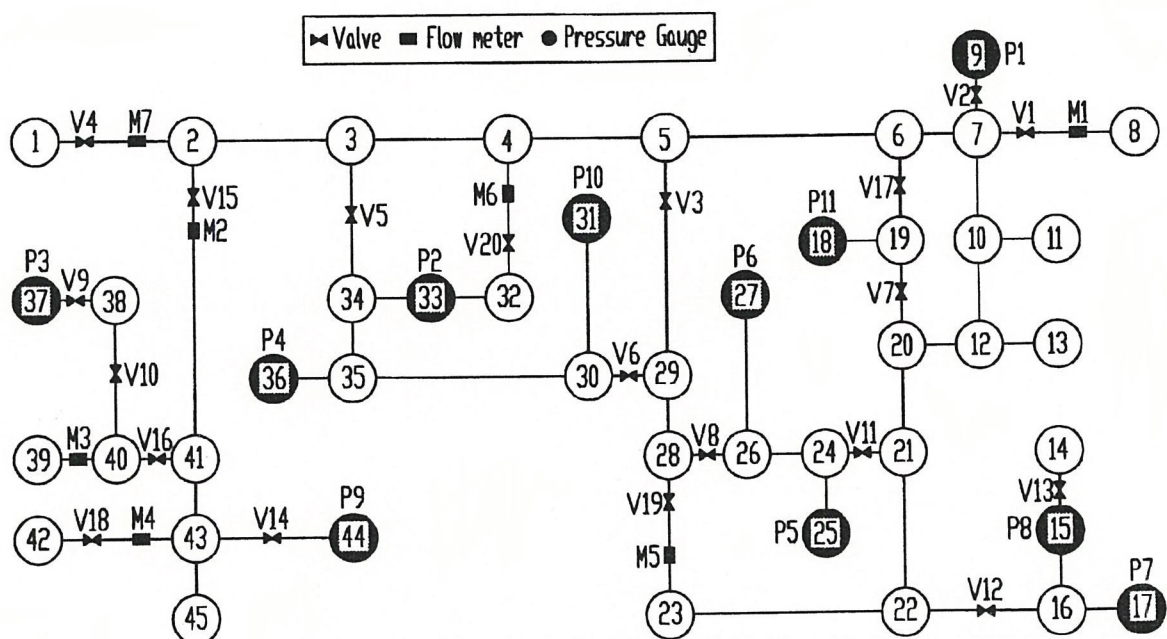 Valve Flow meter Pressure Gauge
9 P1
V2
V4 M7 V1 M1
1 2 3 4 5 6 7 8
V15 M6 P10 V3 V17
M2 V5 31 P11
V20 18 19 10 11
P3 V9 P2 P6
37 38 34 33 32 27 V7
P4 20 12 13
V10 36 35 30 V6 29
M3 V16 V8 V11 14
39 40 41 28 26 24 21
V19 V13
V18 M4 V14 P9 P5 25 P8 15
42 43 44 M5 P7
V12
45 23 22 16 17